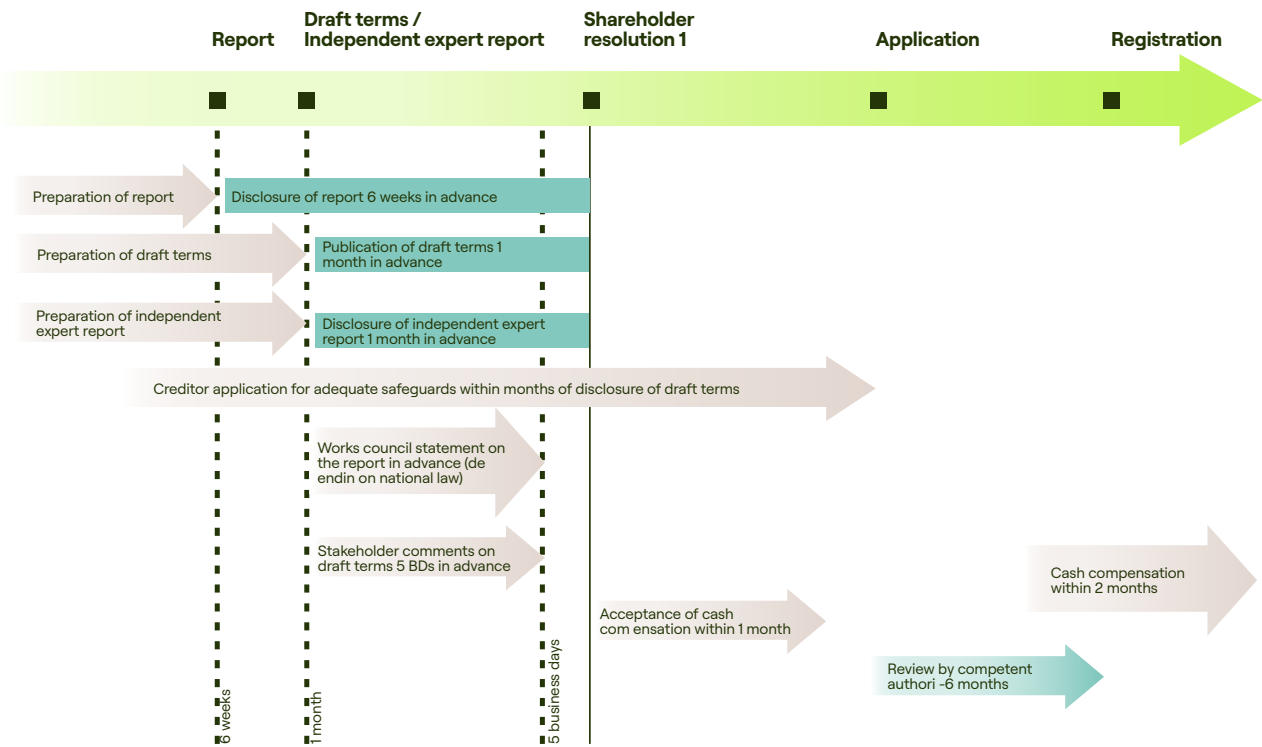 Report
Draft terms /
Independent expert report
Shareholder
resolution 1
Application
Registration
Preparation of report
Disclosure of report 6 weeks in advance
Preparation of draft terms
Publication of draft terms 1
month in advance
Preparation of independent
expert report
Disclosure of independent expert
report 1 month in advance
Creditor application for adequate safeguards within months of disclosure of draft terms
Works council statement on
the report in advance (de
endin on national law)
Stakeholder comments on
draft terms 5 BDs in advance
Cash compensation
within 2 months
Acceptance of cash
com ensation within 1 month
Review by competent
authori -6 months
6 weeks
1 month
5 business days